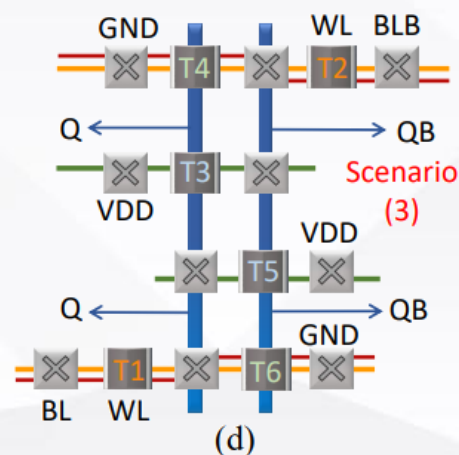 GND WL BLB
T4 T2
Q QB
T3
Scenario
(3)
VDD
VDD
T5
Q QB
GND
T1 T6
BL WL
(d)